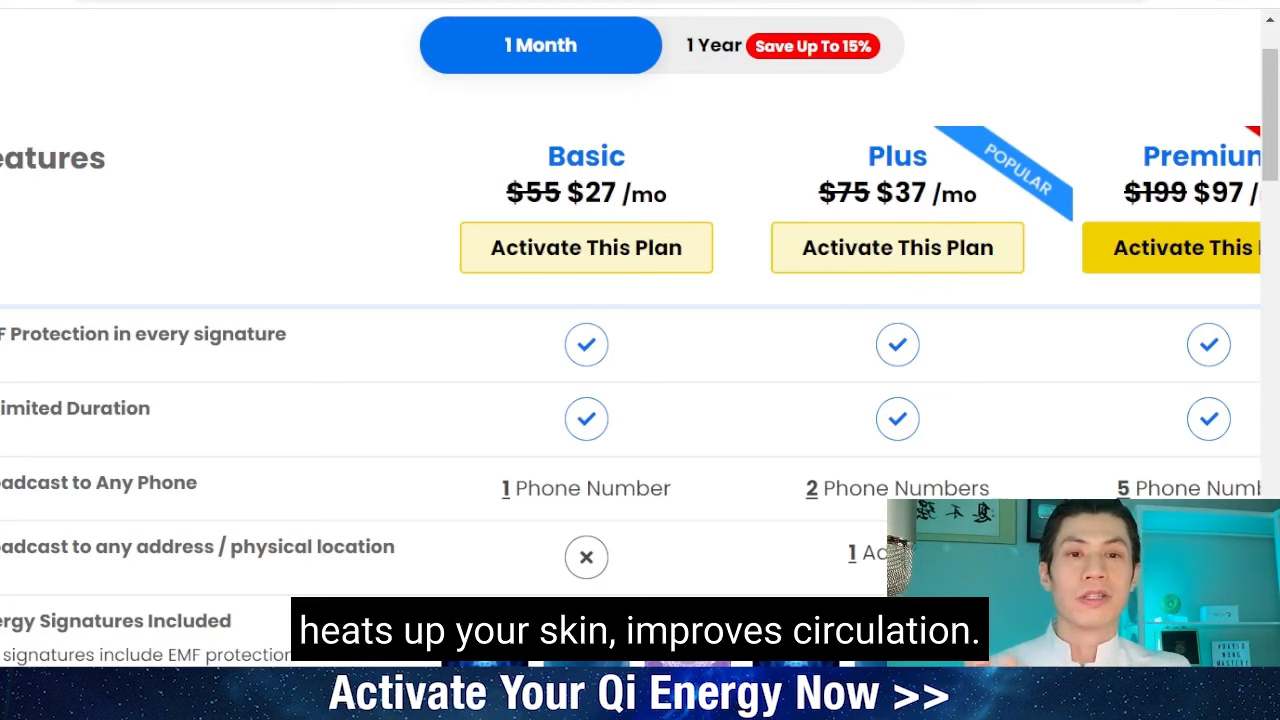 1 Month
1 Year Save Up To 15%
eatures
Basic
$55 $27 /mo
Activate This Plan
Plus
$75 $37 /mo
Activate This Plan
POPULAR
Premium
$199 $97 /
Activate This
F Protection in every signature
imited Duration
adcast to Any Phone
1 Phone Number
2 Phone Numbers
5 Phone Numb
adcast to any address / physical location
1 Ad
ergy Signatures Included
signatures include EMF protection
heats up your skin, improves circulation.
Activate Your Qi Energy Now >>